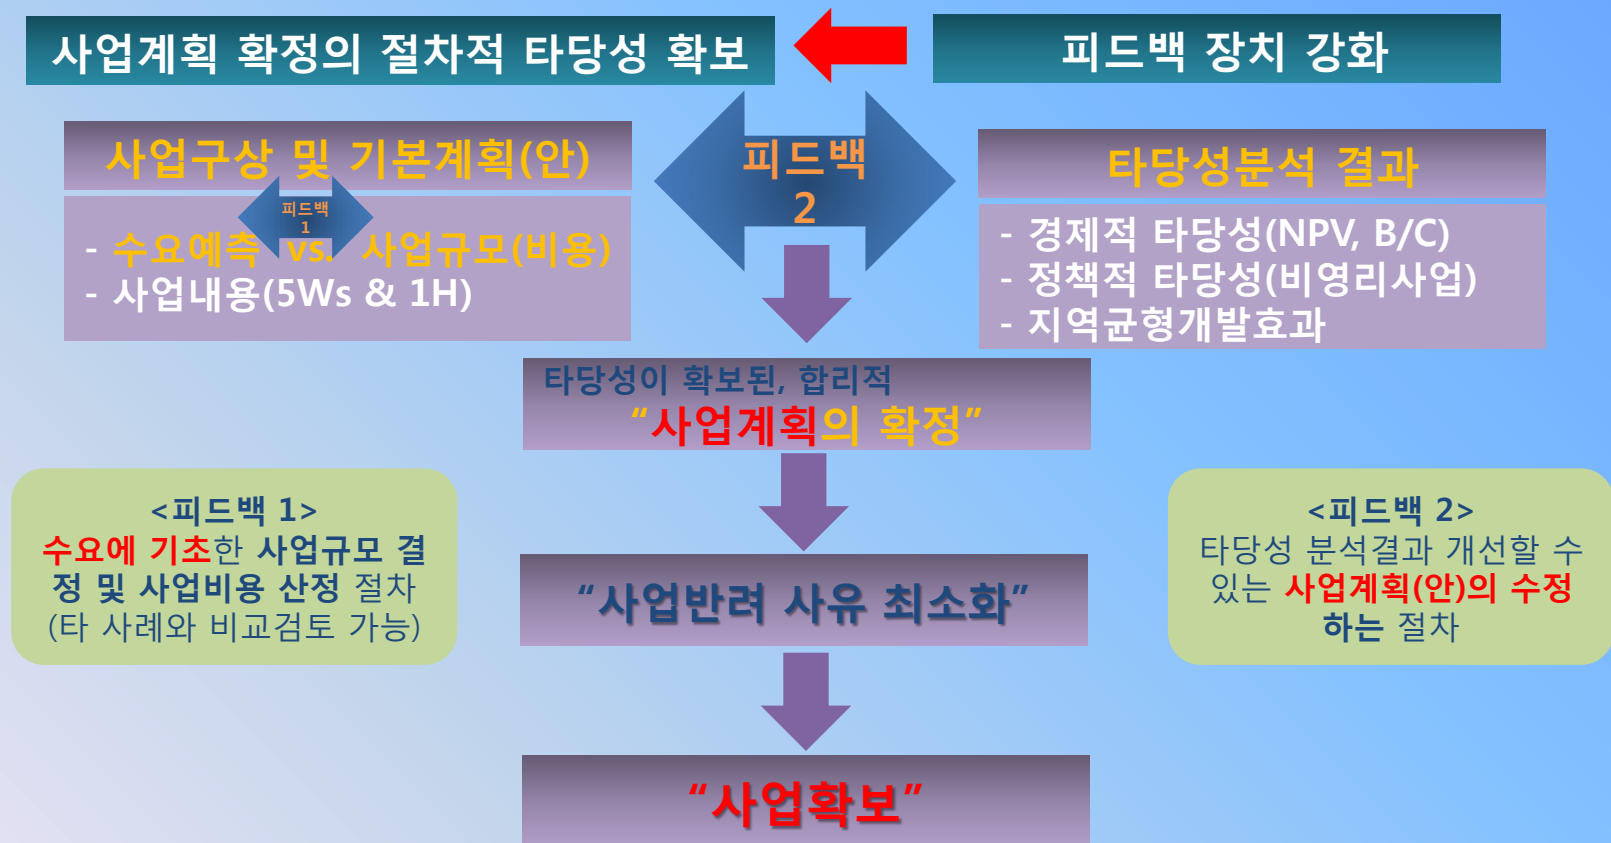 사업계획 확정의 절차적 타당성 확보
피드백 장치 강화
사업구상 및 기본계획(안)
피드백
1
- 수요예측 vs. 사업규모(비용)
- 사업내용(5Ws & 1H)
피드백
2
타당성분석 결과
- 경제적 타당성(NPV, B/C)
- 정책적 타당성(비영리사업)
- 지역균형개발효과
타당성이 확보된, 합리적
“사업계획의 확정”
<피드백 1>
수요에 기초한 사업규모 결
정 및 사업비용 산정 절차
(타 사례와 비교검토 가능)
<피드백 2>
타당성 분석결과 개선할 수
있는 사업계획(안)의 수정
하는 절차
“사업반려 사유 최소화”
“사업확보”